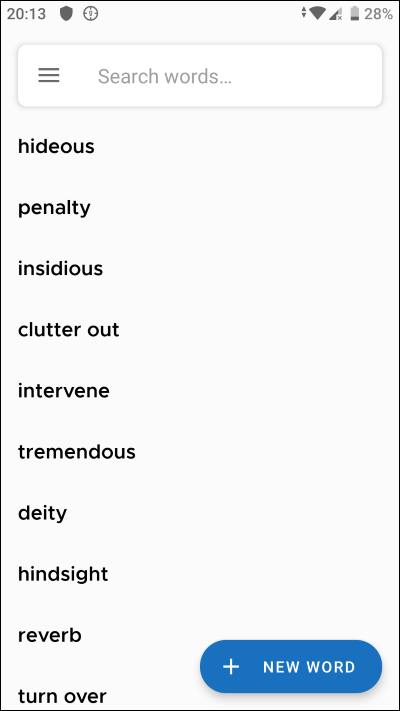 20:13
28%
Search words...
hideous
penalty
insidious
clutter out
intervene
tremendous
deity
hindsight
reverb
NEW WORD
turn over